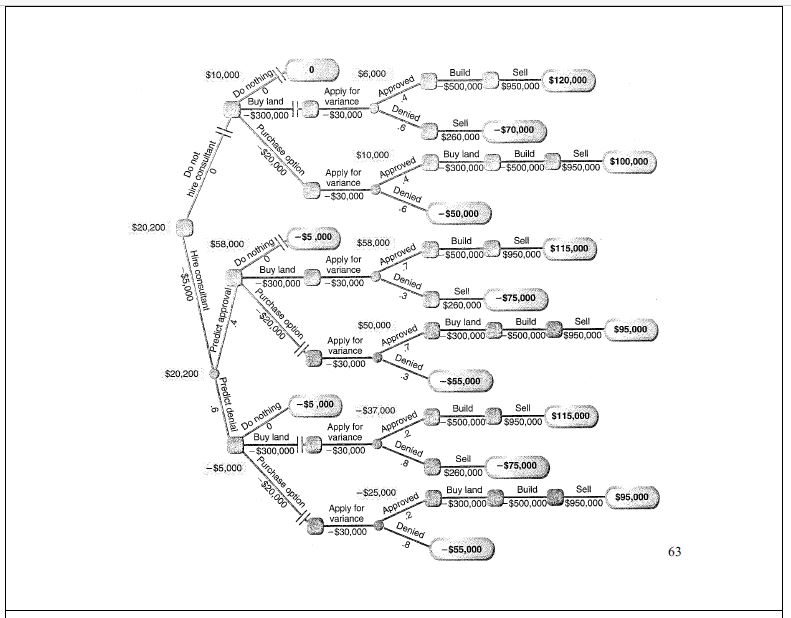 $10,000
Do nothing
0
0
Buy land
-$300,000
Apply for
variance
-$30,000
$6,000
Approved
.4
Build
-$500,000
Sell
$950,000
$120,000
Denied
.6
Sell
$260,000
-$70,000
Purchase option
-$20,000
Apply for
variance
-$30,000
$10,000
Approved
.4
Buy land
-$300,000
Build
-$500,000
Sell
$950,000
$100,000
Denied
.6
-$50,000
Do not
hire consultant
0
$20,200
Hire consultant
-$5,000
$58,000
Do nothing
0
-$5,000
Buy land
-$300,000
Apply for
variance
-$30,000
$58,000
Approved
.7
Build
-$500,000
Sell
$950,000
$115,000
Denied
.3
Sell
$260,000
-$75,000
Purchase option
-$20,000
Apply for
variance
-$30,000
$50,000
Approved
.7
Buy land
-$300,000
Build
-$500,000
Sell
$950,000
$95,000
Denied
.3
-$55,000
Predict approval
.4
$20,200
Predict denial
.6
-$5,000
Do nothing
0
-$5,000
Buy land
-$300,000
Apply for
variance
-$30,000
-$37,000
Approved
.2
Build
-$500,000
Sell
$950,000
$115,000
Denied
.8
Sell
$260,000
-$75,000
Purchase option
-$20,000
Apply for
variance
-$30,000
-$25,000
Approved
.2
Buy land
-$300,000
Build
-$500,000
Sell
$950,000
$95,000
Denied
.8
-$55,000
63